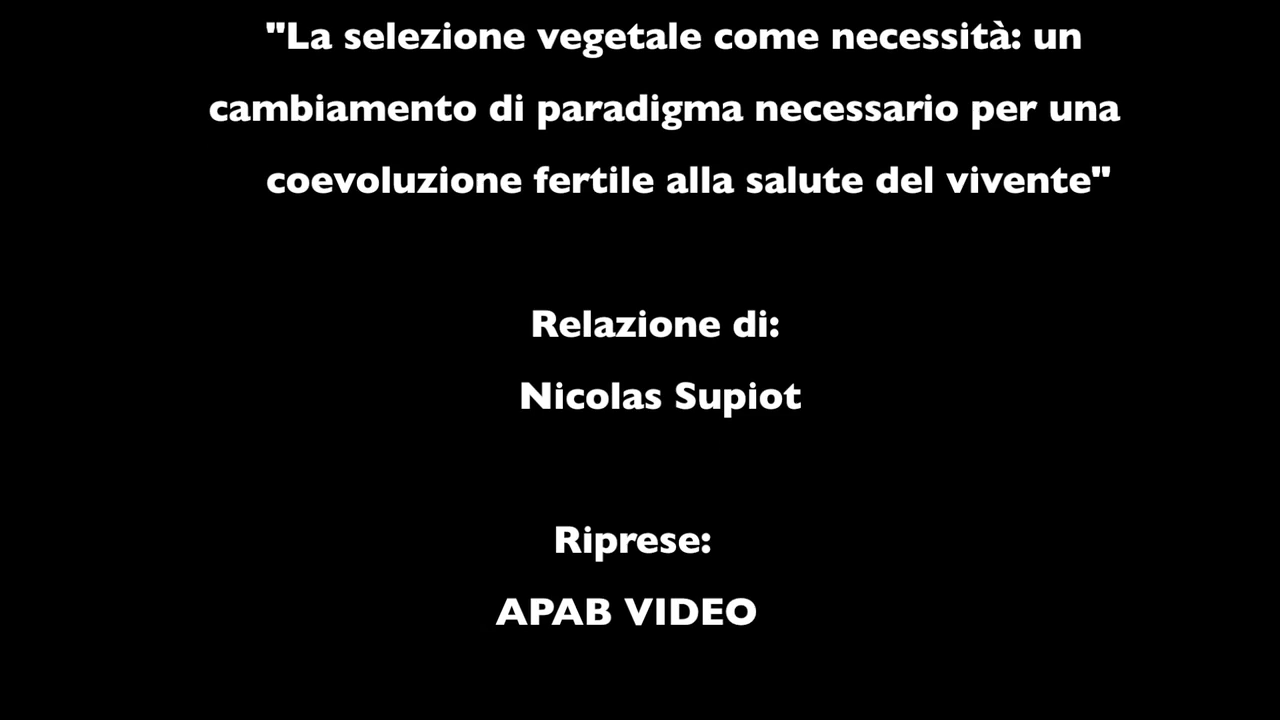 "La selezione vegetale come necessità: un
cambiamento di paradigma necessario per una
coevoluzione fertile alla salute del vivente"
Relazione di:
Nicolas Supiot
Riprese:
APAB VIDEO